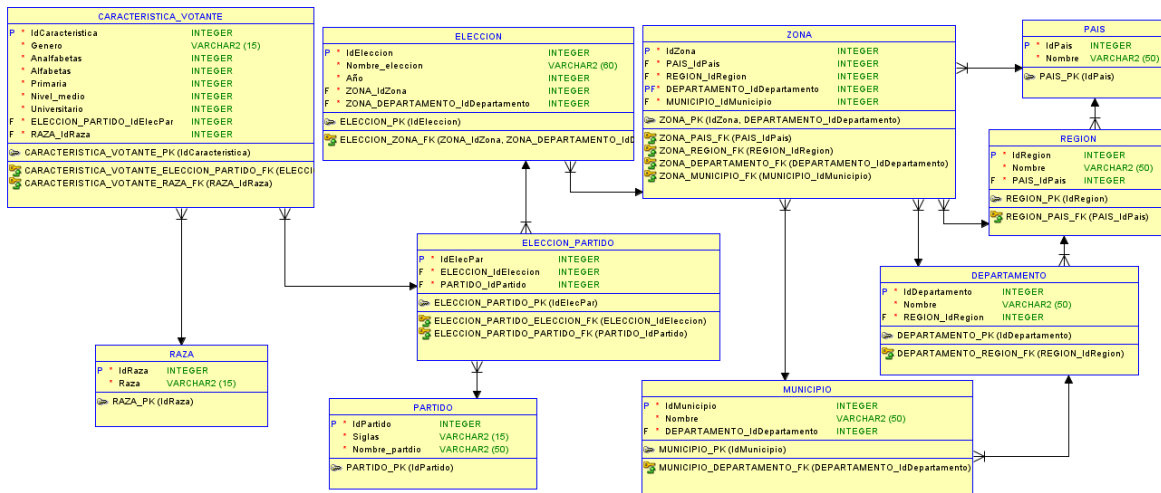 CARACTERISTICA_VOTANTE
P * IdCaracteristica INTEGER
* Genero VARCHAR2 (15)
* Analfabetas INTEGER
* Alfabetas INTEGER
* Primaria INTEGER
* Nivel_medio INTEGER
* Universitario INTEGER
F * ELECCION_PARTIDO_IdElecPar INTEGER
F * RAZA_IdRaza INTEGER
CARACTERISTICA_VOTANTE_PK (IdCaracteristica)
CARACTERISTICA_VOTANTE_ELECCION_PARTIDO_FK (ELECCI
CARACTERISTICA_VOTANTE_RAZA_FK (RAZA_IdRaza)
ELECCION
P * IdEleccion INTEGER
* Nombre_eleccion VARCHAR2 (60)
* Año INTEGER
F * ZONA_IdZona INTEGER
F * ZONA_DEPARTAMENTO_IdDepartamento INTEGER
ELECCION_PK (IdEleccion)
ELECCION_ZONA_FK (ZONA_IdZona, ZONA_DEPARTAMENTO_IdD
ZONA
P * IdZona INTEGER
F * PAIS_IdPais INTEGER
F * REGION_IdRegion INTEGER
PF* DEPARTAMENTO_IdDepartamento INTEGER
F * MUNICIPIO_IdMunicipio INTEGER
ZONA_PK (IdZona, DEPARTAMENTO_IdDepartamento)
ZONA_PAIS_FK (PAIS_IdPais)
ZONA_REGION_FK (REGION_IdRegion)
ZONA_DEPARTAMENTO_FK (DEPARTAMENTO_IdDepartamento)
ZONA_MUNICIPIO_FK (MUNICIPIO_IdMunicipio)
PAIS
P * IdPais INTEGER
* Nombre VARCHAR2 (50)
PAIS_PK (IdPais)
REGION
P * IdRegion INTEGER
* Nombre VARCHAR2 (50)
F * PAIS_IdPais INTEGER
REGION_PK (IdRegion)
REGION_PAIS_FK (PAIS_IdPais)
ELECCION_PARTIDO
P * IdElecPar INTEGER
F * ELECCION_IdEleccion INTEGER
F * PARTIDO_IdPartido INTEGER
ELECCION_PARTIDO_PK (IdElecPar)
ELECCION_PARTIDO_ELECCION_FK (ELECCION_IdEleccion)
ELECCION_PARTIDO_PARTIDO_FK (PARTIDO_IdPartido)
DEPARTAMENTO
P * IdDepartamento INTEGER
* Nombre VARCHAR2 (50)
F * REGION_IdRegion INTEGER
DEPARTAMENTO_PK (IdDepartamento)
DEPARTAMENTO_REGION_FK (REGION_IdRegion)
RAZA
P * IdRaza INTEGER
* Raza VARCHAR2 (15)
RAZA_PK (IdRaza)
PARTIDO
P * IdPartido INTEGER
* Siglas VARCHAR2 (15)
* Nombre_partdio VARCHAR2 (50)
PARTIDO_PK (IdPartido)
MUNICIPIO
P * IdMunicipio INTEGER
* Nombre VARCHAR2 (50)
F * DEPARTAMENTO_IdDepartamento INTEGER
MUNICIPIO_PK (IdMunicipio)
MUNICIPIO_DEPARTAMENTO_FK (DEPARTAMENTO_IdDepartamento)